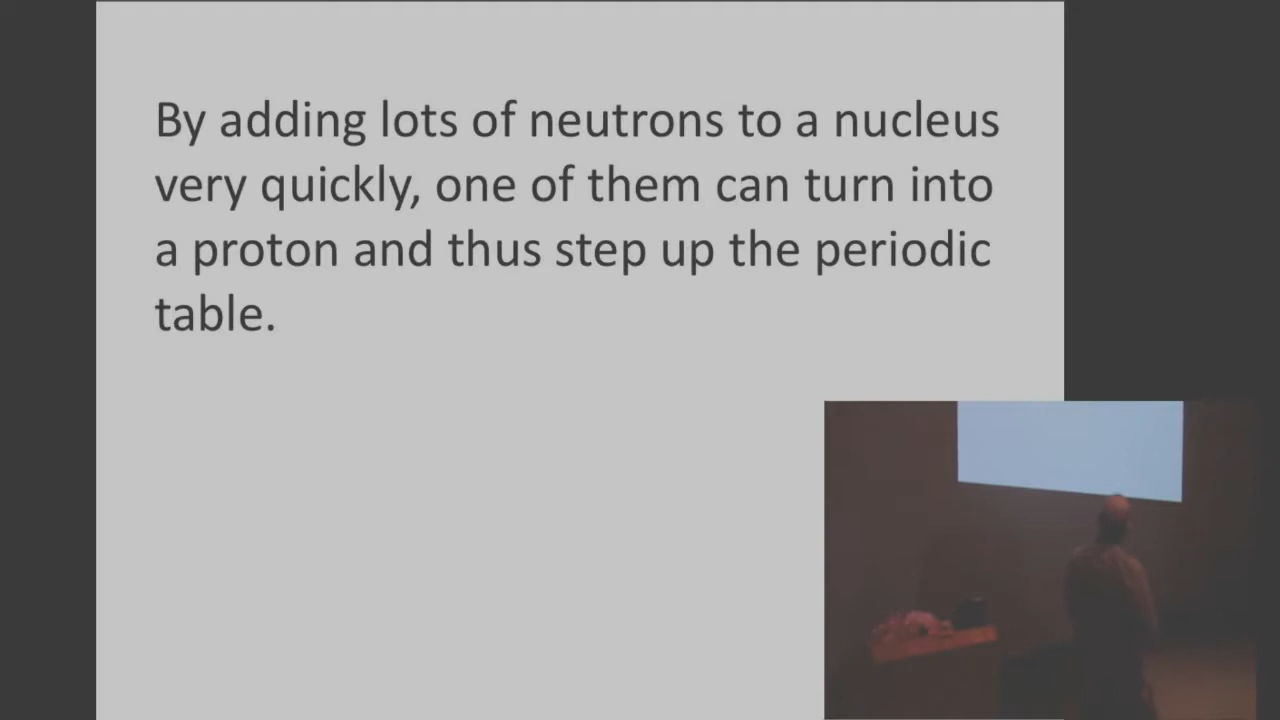 By adding lots of neutrons to a nucleus
very quickly, one of them can turn into
a proton and thus step up the periodic
table.